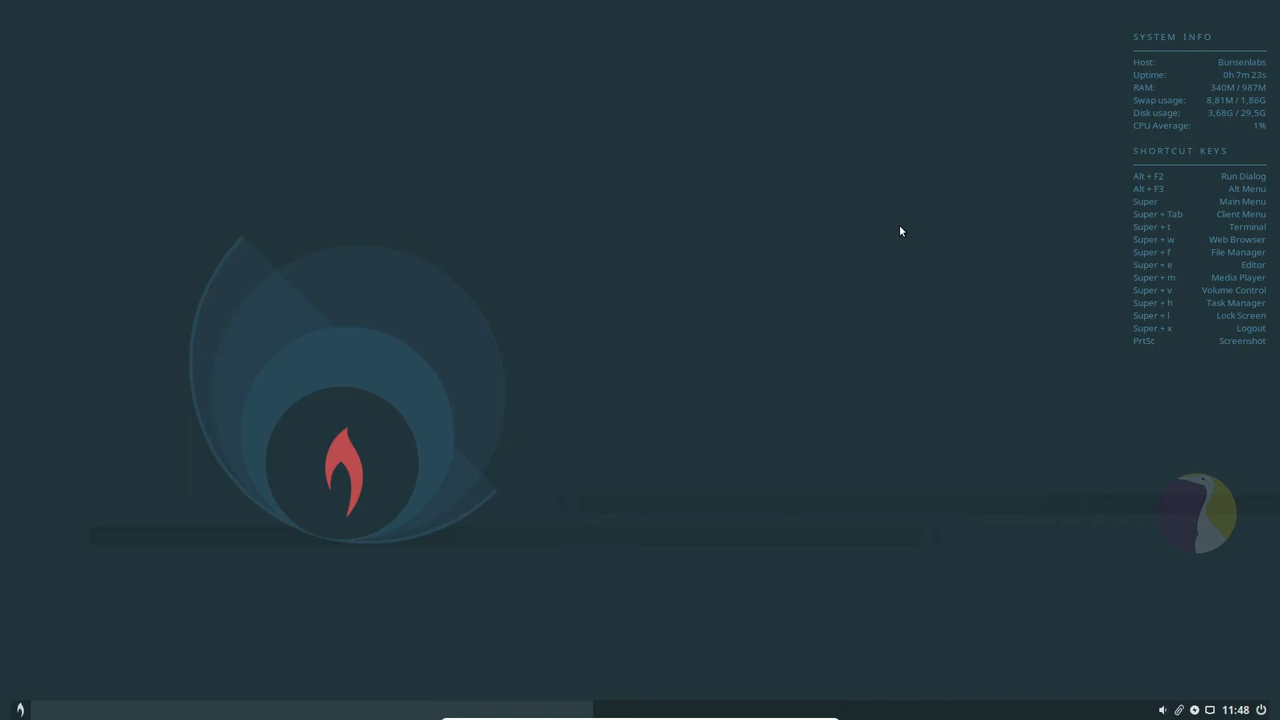 SYSTEM INFO
Host: Bunsenlabs
Uptime: 0h 7m 23s
RAM: 340M / 987M
Swap usage: 8,81M / 1,86G
Disk usage: 3,68G / 29,5G
CPU Average: 1%
SHORTCUT KEYS
Alt + F2 Run Dialog
Alt + F3 Alt Menu
Super Main Menu
Super + Tab Client Menu
Super + t Terminal
Super + w Web Browser
Super + f File Manager
Super + e Editor
Super + m Media Player
Super + v Volume Control
Super + h Task Manager
Super + l Lock Screen
Super + x Logout
PrtSc Screenshot
11:48